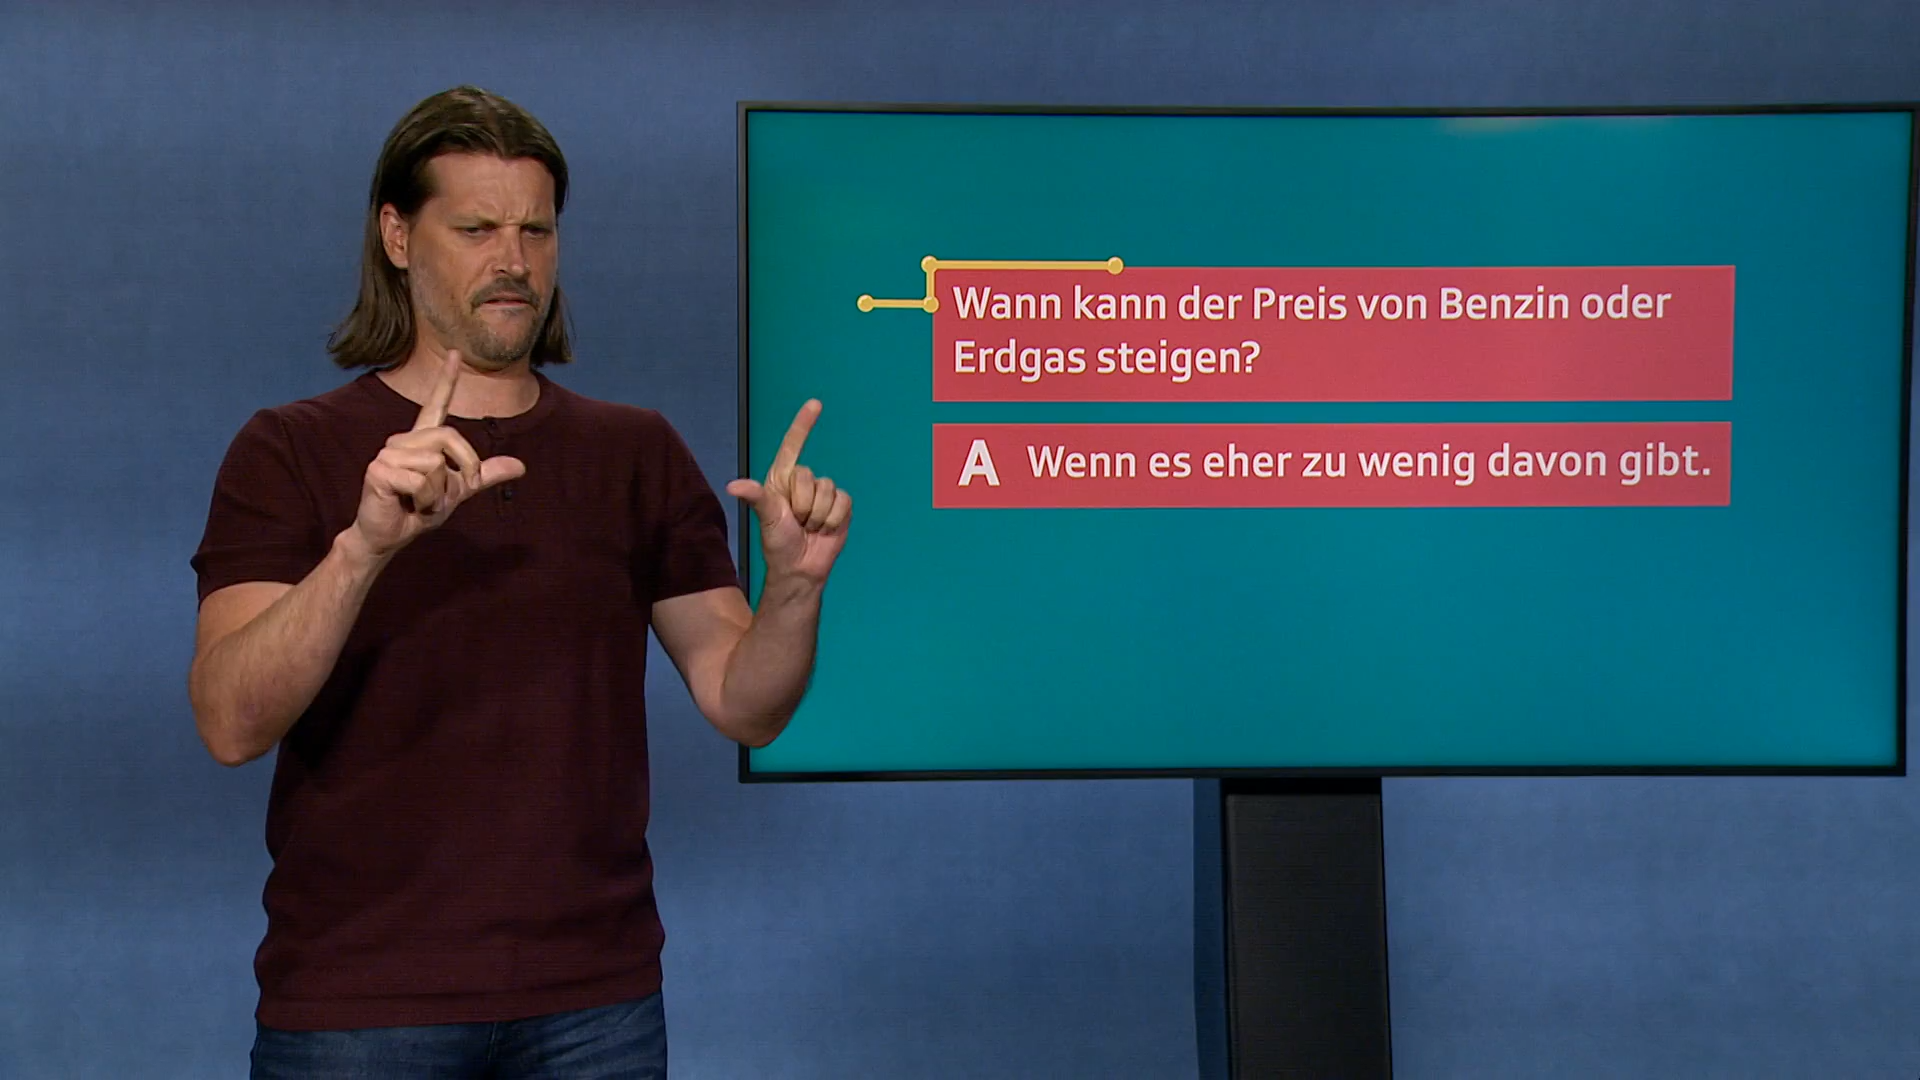 Wann kann der Preis von Benzin oder
Erdgas steigen?
A Wenn es eher zu wenig davon gibt.